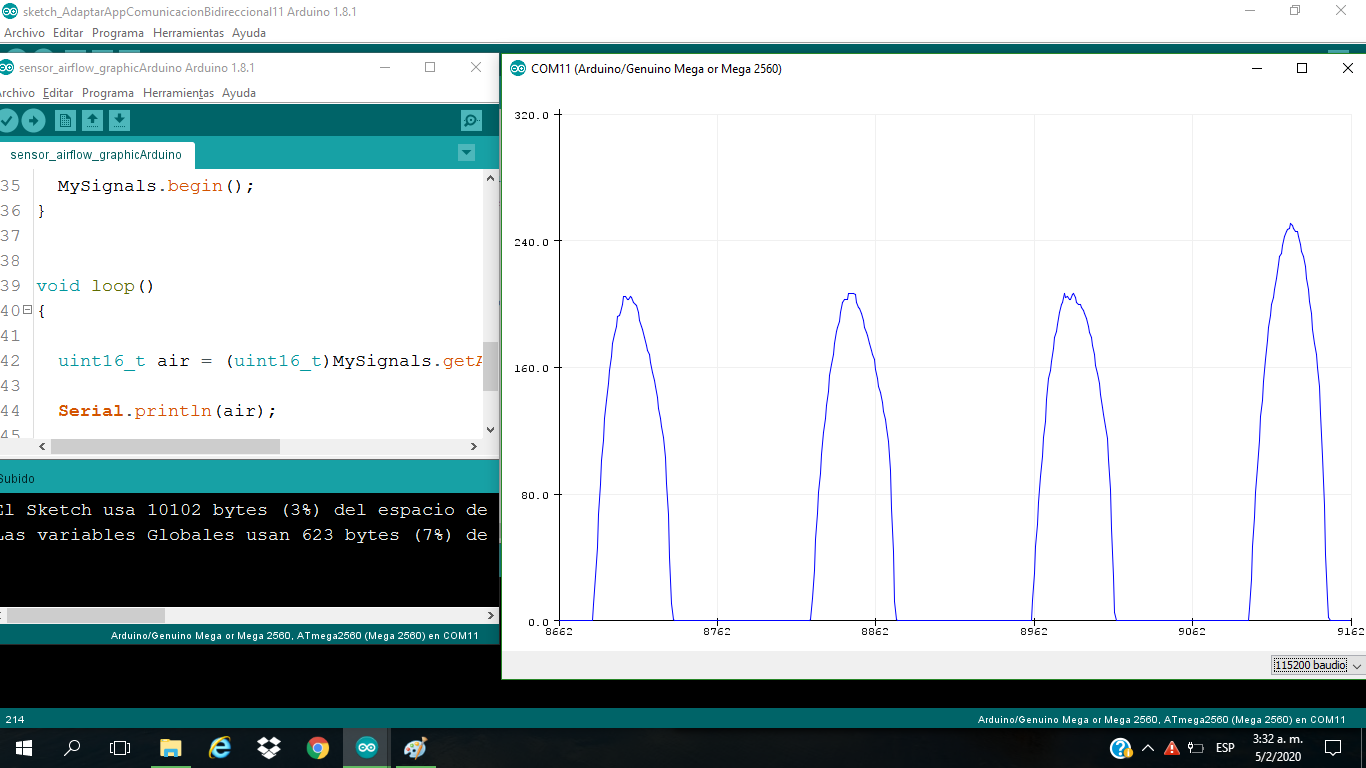 sketch_AdaptarAppComunicacionBidireccional11 Arduino 1.8.1
Archivo Editar Programa Herramientas Ayuda
sensor_airflow_graphicArduino Arduino 1.8.1
rchivo Editar Programa Herramientas Ayuda
sensor_airflow_graphicArduino
35 MySignals.begin();
36 }
37
38
39 void loop()
40 {
41
42 uint16_t air = (uint16_t)MySignals.getA
43
44 Serial.println(air);
45
Subido
El Sketch usa 10102 bytes (3%) del espacio de
Las variables Globales usan 623 bytes (7%) de
Arduino/Genuino Mega or Mega 2560, ATmega2560 (Mega 2560) en COM11
COM11 (Arduino/Genuino Mega or Mega 2560)
320.0
240.0
160.0
80.0
0.0
8662 8762 8862 8962 9062 9162
115200 baudio
214
Arduino/Genuino Mega or Mega 2560, ATmega2560 (Mega 2560) en COM11
ESP
3:32 a. m.
5/2/2020